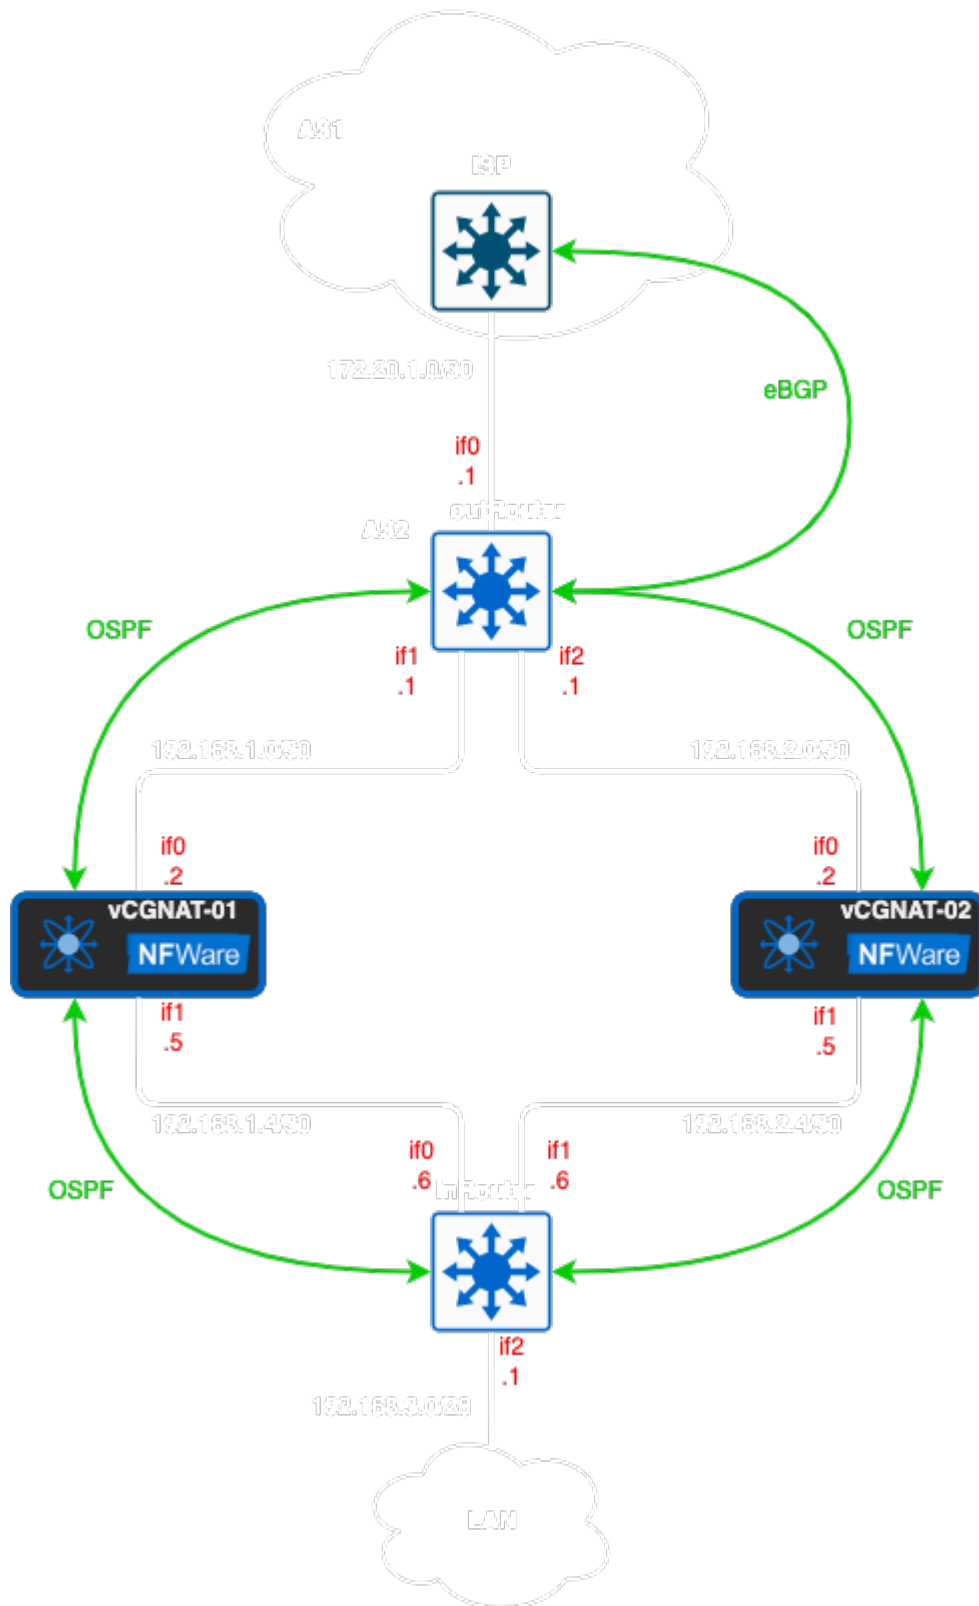 AS1
ISP
172.20.1.0/30
eBGP
if0
.1
outRouter
AS2
OSPF
OSPF
if1
.1
if2
.1
192.168.1.0/30
192.168.2.0/30
if0
.2
if0
.2
vCGNAT-01
NFWare
vCGNAT-02
NFWare
if1
.5
if1
.5
192.168.1.4/30
192.168.2.4/30
if0
.6
if1
.6
OSPF
OSPF
InRouter
if2
.1
192.168.3.0/28
LAN